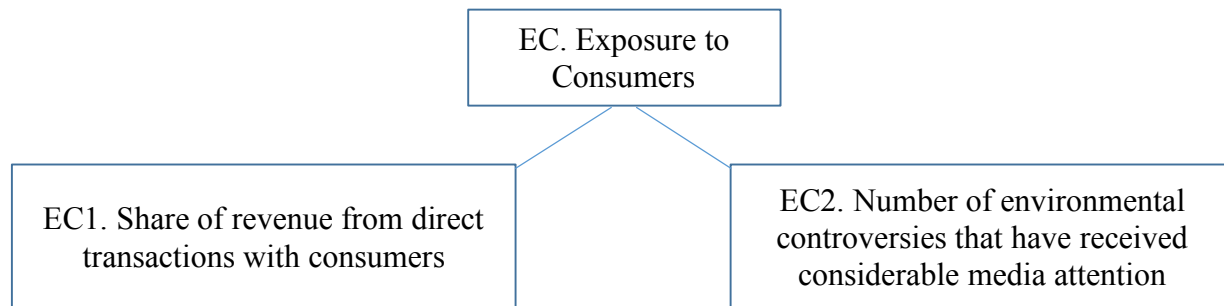 EC. Exposure to
Consumers
EC1. Share of revenue from direct
transactions with consumers
EC2. Number of environmental
controversies that have received
considerable media attention